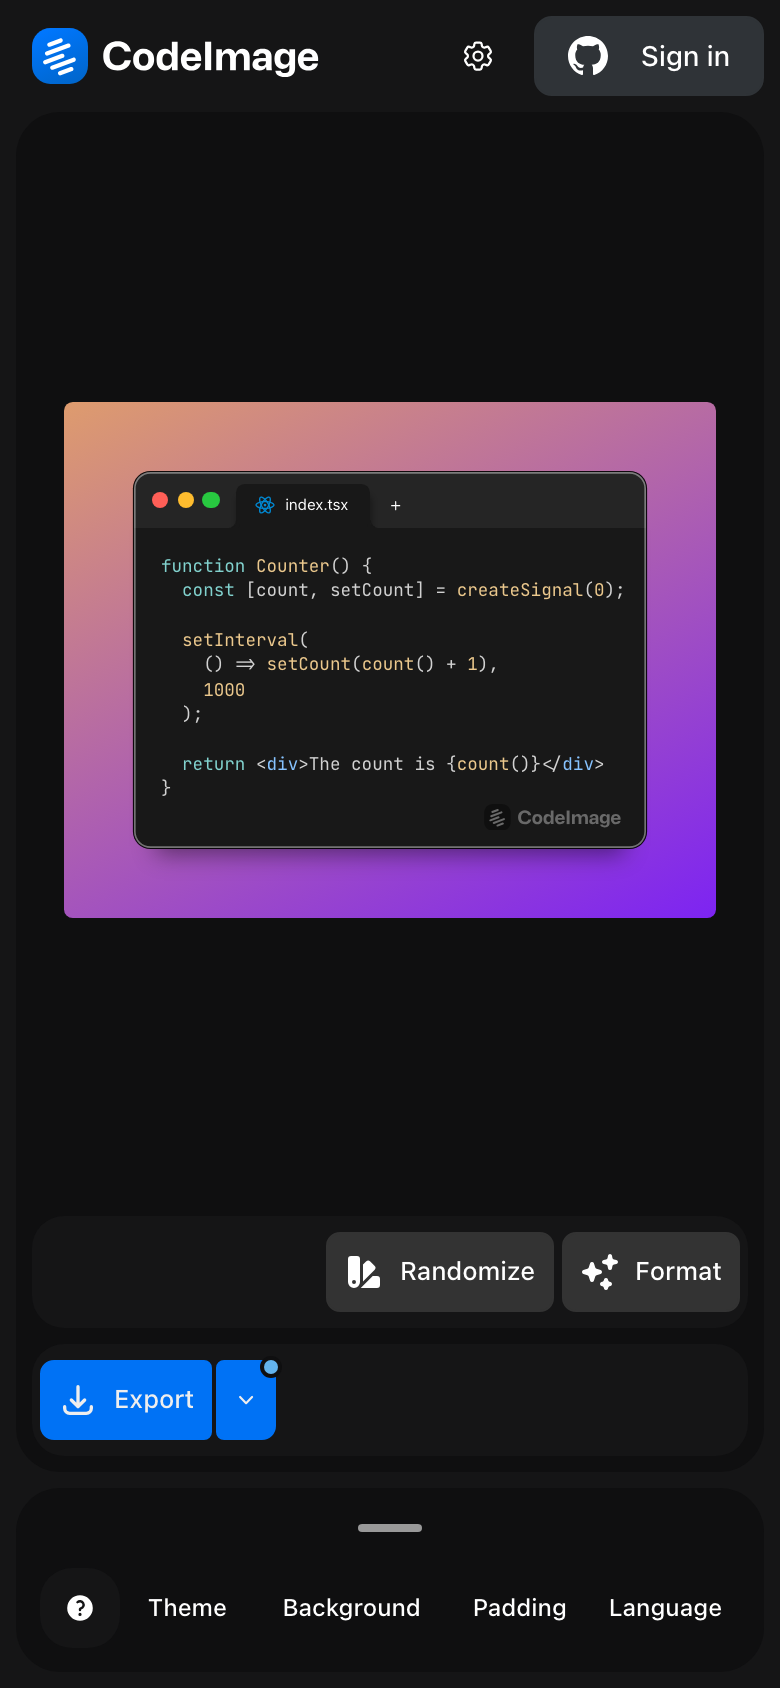 CodeImage
Sign in
index.tsx
+
function Counter() {
  const [count, setCount] = createSignal(0);
  setInterval(
    () => setCount(count() + 1),
    1000
  );
  return <div>The count is {count()}</div>
}
CodeImage
Randomize
Format
Export
?
Theme
Background
Padding
Language